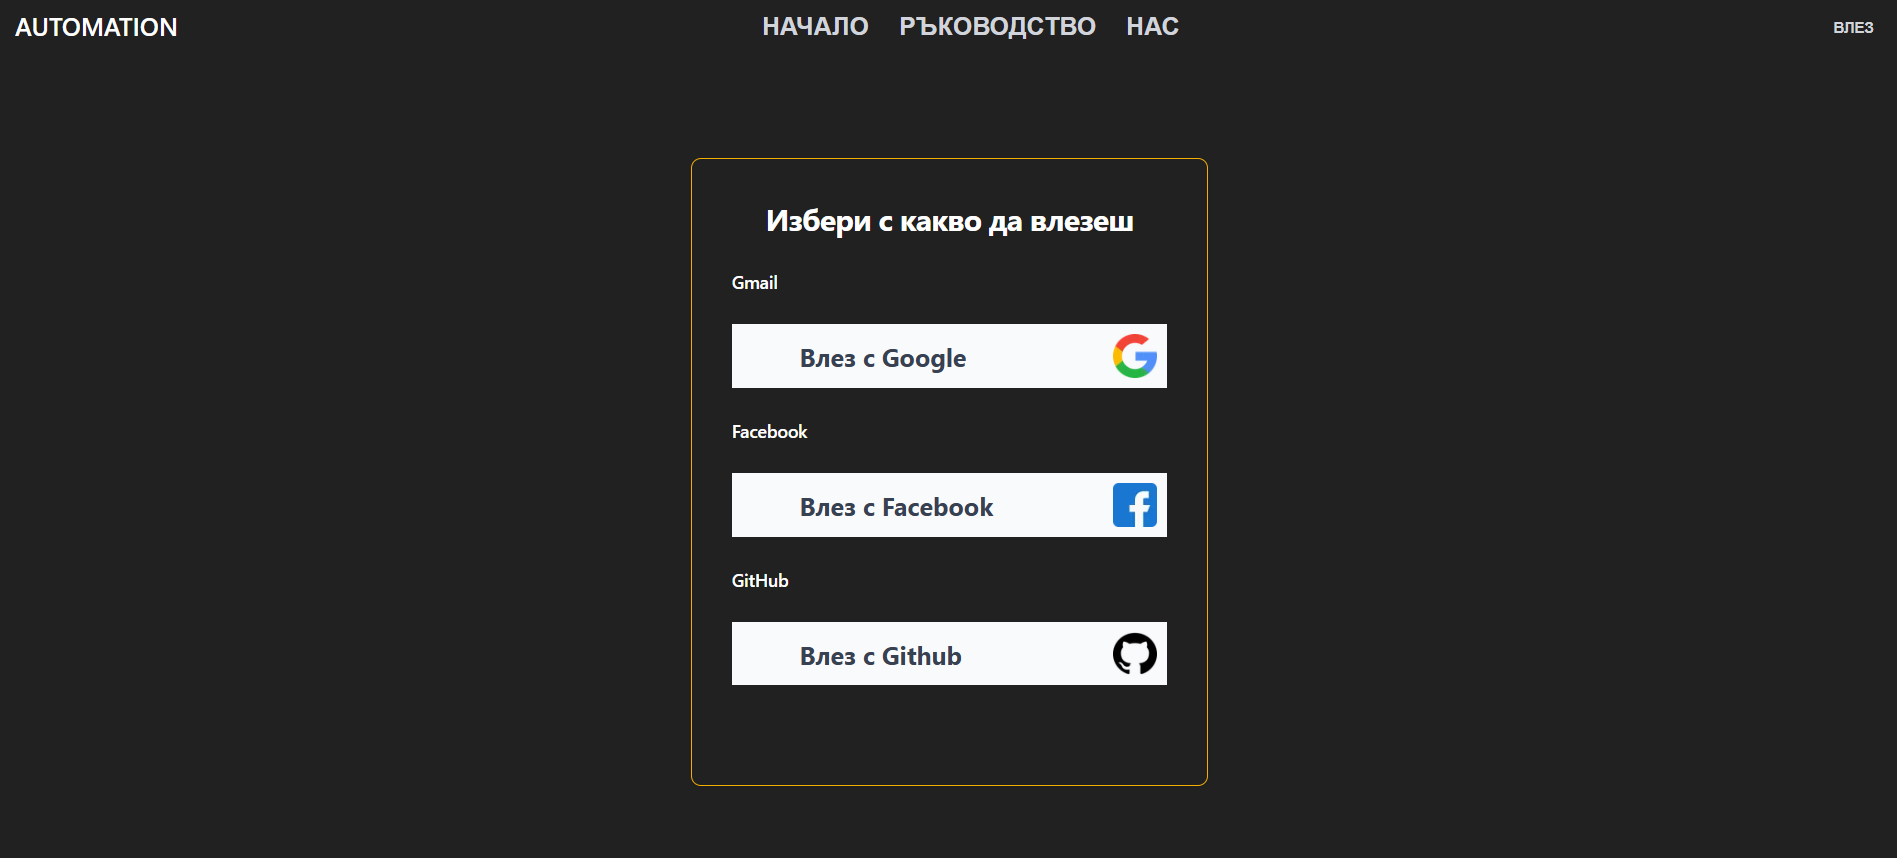 AUTOMATION
НАЧАЛО РЪКОВОДСТВО НАС
ВЛЕЗ
Избери с какво да влезеш
Gmail
Влез с Google
Facebook
Влез с Facebook
GitHub
Влез с Github